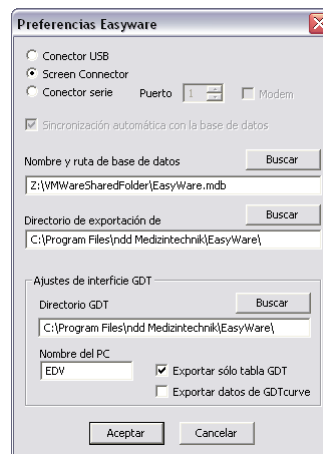 Preferencias Easyware
Conector USB
Screen Connector
Conector serie Puerto 1 Modem
Sincronización automática con la base de datos
Nombre y ruta de base de datos Buscar
Z:\VMWareSharedFolder\EasyWare.mdb
Directorio de exportación de Buscar
C:\Program Files\ndd Medizintechnik\EasyWare\
Ajustes de interficie GDT
Directorio GDT Buscar
C:\Program Files\ndd Medizintechnik\EasyWare\
Nombre del PC
EDV Exportar sólo tabla GDT
Exportar datos de GDTcurve
Aceptar Cancelar